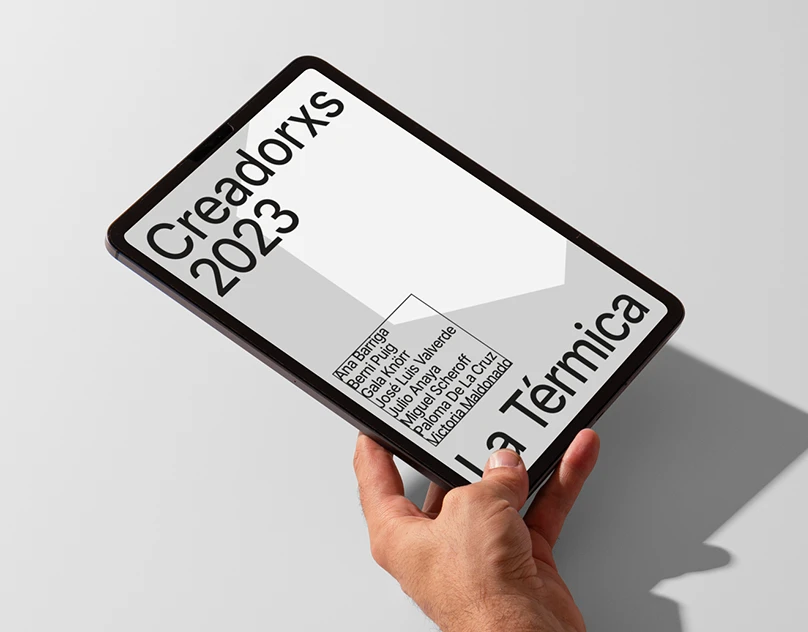 Creadorxs
2023
Ana Barriga
Berni Puig
Gala Knörr
José Luis Valverde
Julio Anaya
Miguel Scheroff
Paloma De La Cruz
Victoria Maldonado
La Térmica